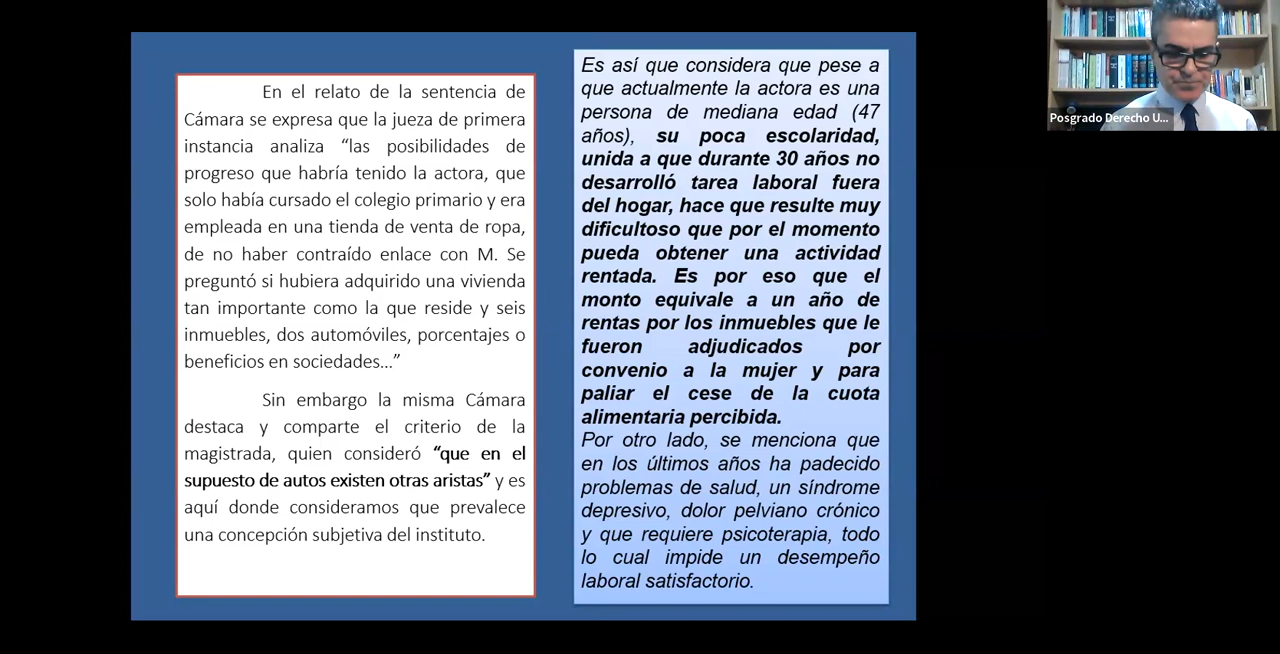 En el relato de la sentencia de
Cámara se expresa que la jueza de primera
instancia analiza “las posibilidades de
progreso que habría tenido la actora, que
solo había cursado el colegio primario y era
empleada en una tienda de venta de ropa,
de no haber contraído enlace con M. Se
preguntó si hubiera adquirido una vivienda
tan importante como la que reside y seis
inmuebles, dos automóviles, porcentajes o
beneficios en sociedades...”
Sin embargo la misma Cámara
destaca y comparte el criterio de la
magistrada, quien consideró “que en el
supuesto de autos existen otras aristas” y es
aquí donde consideramos que prevalece
una concepción subjetiva del instituto.
Es así que considera que pese a
que actualmente la actora es una
persona de mediana edad (47
años), su poca escolaridad,
unida a que durante 30 años no
desarrolló tarea laboral fuera
del hogar, hace que resulte muy
dificultoso que por el momento
pueda obtener una actividad
rentada. Es por eso que el
monto equivale a un año de
rentas por los inmuebles que le
fueron adjudicados por
convenio a la mujer y para
paliar el cese de la cuota
alimentaria percibida.
Por otro lado, se menciona que
en los últimos años ha padecido
problemas de salud, un síndrome
depresivo, dolor pelviano crónico
y que requiere psicoterapia, todo
lo cual impide un desempeño
laboral satisfactorio.
Posgrado Derecho U...